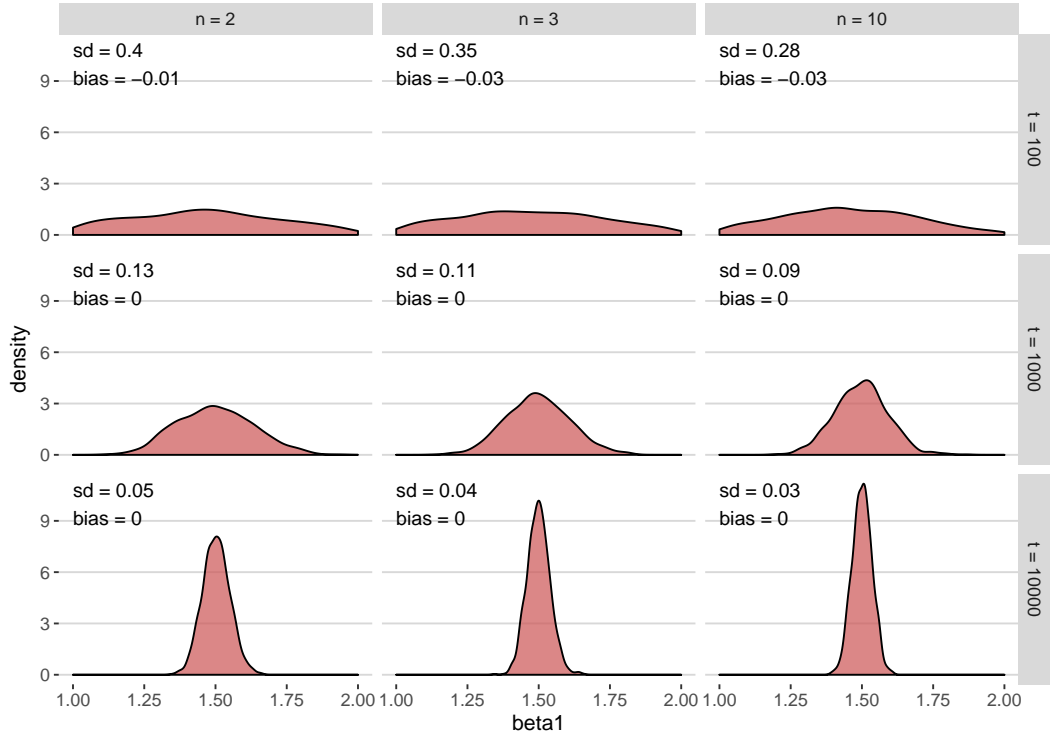 n = 2
n = 3
n = 10
sd = 0.4
bias = −0.01
sd = 0.35
bias = −0.03
sd = 0.28
bias = −0.03
9
6
3
0
t = 100
sd = 0.13
bias = 0
sd = 0.11
bias = 0
sd = 0.09
bias = 0
9
6
3
0
t = 1000
density
sd = 0.05
bias = 0
sd = 0.04
bias = 0
sd = 0.03
bias = 0
9
6
3
0
t = 10000
1.00 1.25 1.50 1.75 2.00
1.00 1.25 1.50 1.75 2.00
1.00 1.25 1.50 1.75 2.00
beta1